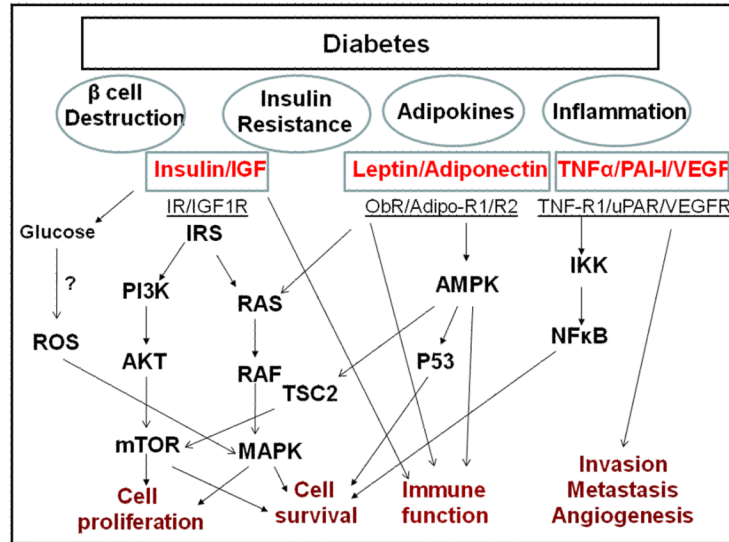 Diabetes
β cell
Destruction
Insulin
Resistance
Adipokines
Inflammation
Insulin/IGF
Leptin/Adiponectin
TNFα/PAI-I/VEGF
IR/IGF1R
ObR/Adipo-R1/R2
TNF-R1/uPAR/VEGFR
Glucose
IRS
?
PI3K
RAS
AMPK
IKK
ROS
AKT
RAF
TSC2
P53
NFκB
mTOR
MAPK
Cell
proliferation
Cell
survival
Immune
function
Invasion
Metastasis
Angiogenesis